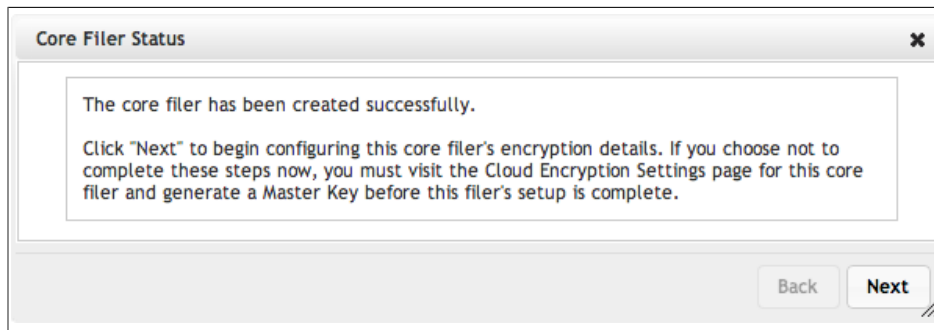 Core Filer Status
The core filer has been created successfully.
Click "Next" to begin configuring this core filer's encryption details. If you choose not to
complete these steps now, you must visit the Cloud Encryption Settings page for this core
filer and generate a Master Key before this filer's setup is complete.
Back
Next